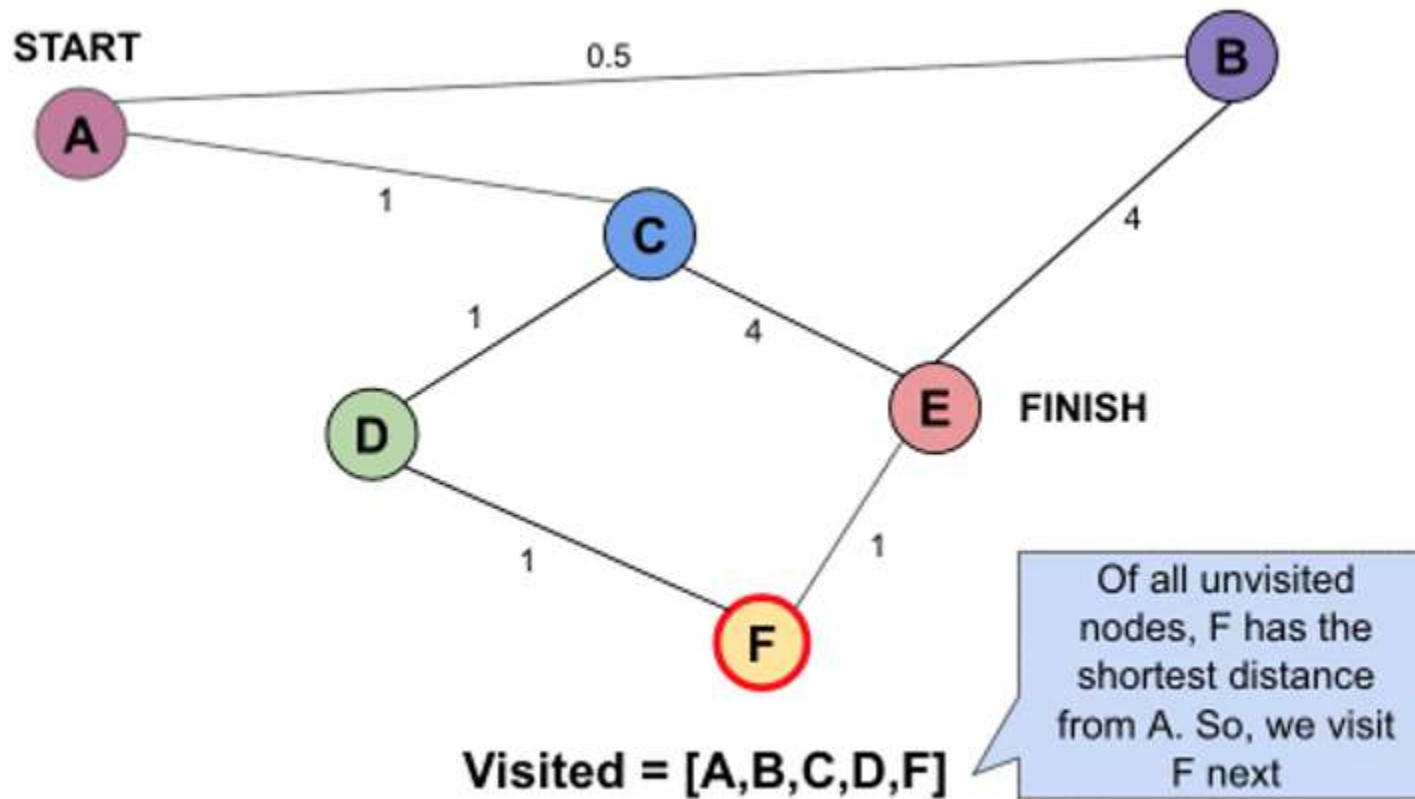 START
0.5
B
A
1
C
4
1
4
E
FINISH
D
1
1
F
Of all unvisited
nodes, F has the
shortest distance
from A. So, we visit
F next
Visited = [A,B,C,D,F]